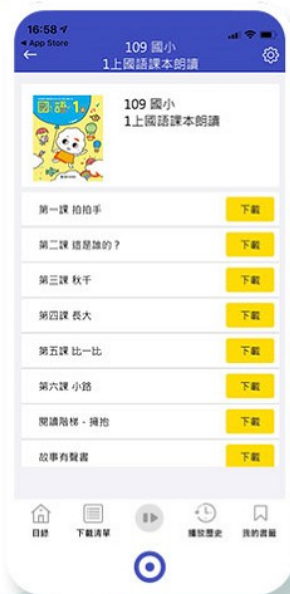 16:58
App Store
109 國小
1上國語課本朗讀
國語 1上
109 國小
1上國語課本朗讀
第一課 拍拍手 下載
第二課 這是誰的？ 下載
第三課 秋千 下載
第四課 長大 下載
第五課 比一比 下載
第六課 小路 下載
閱讀階梯 - 擁抱 下載
故事有聲書 下載
目錄 下載清單 播放歷史 我的書籤